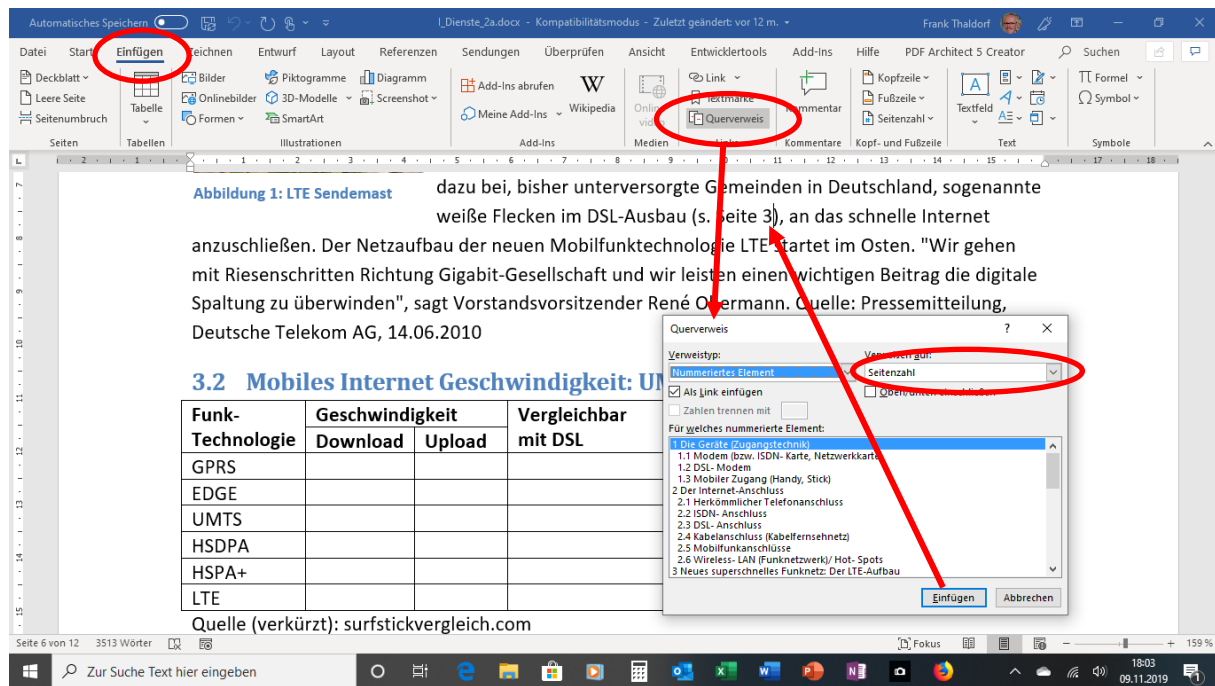 Automatisches Speichern
I_Dienste_2a.docx - Kompatibilitätsmodus - Zuletzt geändert: vor 12 m.
Frank Thaldorf
Datei Start Einfügen Zeichnen Entwurf Layout Referenzen Sendungen Überprüfen Ansicht Entwicklertools Add-Ins Hilfe PDF Architect 5 Creator Suchen
Deckblatt
Leere Seite
Seitenumbruch
Seiten
Tabelle
Tabellen
Bilder Piktogramme Diagramm
Onlinebilder 3D-Modelle Screenshot
Formen SmartArt
Illustrationen
Add-Ins abrufen
Meine Add-Ins
W
Wikipedia
Add-Ins
Medien
Link
Textmarke
Querverweis
Kommentar
Kommentare
Kopfzeile
Fußzeile
Seitenzahl
Kopf- und Fußzeile
Textfeld
Text
Formel
Symbol
Symbole
Abbildung 1: LTE Sendemast
dazu bei, bisher unterversorgte Gemeinden in Deutschland, sogenannte
weiße Flecken im DSL-Ausbau (s. Seite 3), an das schnelle Internet
anzuschließen. Der Netzaufbau der neuen Mobilfunktechnologie LTE startet im Osten. "Wir gehen
mit Riesenschritten Richtung Gigabit-Gesellschaft und wir leisten einen wichtigen Beitrag die digitale
Spaltung zu überwinden", sagt Vorstandsvorsitzender René Obermann. Quelle: Pressemitteilung,
Deutsche Telekom AG, 14.06.2010
3.2 Mobiles Internet Geschwindigkeit:
Funk-Technologie Geschwindigkeit Vergleichbar mit DSL
Download Upload
GPRS
EDGE
UMTS
HSDPA
HSPA+
LTE
Quelle (verkürzt): surfstickvergleich.com
Querverweis ? ×
Verweistyp:
Verweisen auf:
Nummeriertes Element
Seitenzahl
Als Link einfügen
Oben/unten einschließen
Zahlen trennen mit
Für welches nummerierte Element:
1 Die Geräte (Zugangstechnik)
1.1 Modem (bzw. ISDN- Karte, Netzwerkkarte
1.2 DSL- Modem
1.3 Mobiler Zugang (Handy, Stick)
2 Der Internet-Anschluss
2.1 Herkömmlicher Telefonanschluss
2.2 ISDN- Anschluss
2.3 DSL- Anschluss
2.4 Kabelanschluss (Kabelfernsehnetz)
2.5 Mobilfunkanschlüsse
2.6 Wireless- LAN (Funknetzwerk)/ Hot- Spots
3 Neues superschnelles Funknetz: Der LTE-Aufbau
Einfügen Abbrechen
Seite 6 von 12 3513 Wörter
Fokus
159 %
Zur Suche Text hier eingeben
18:03
09.11.2019